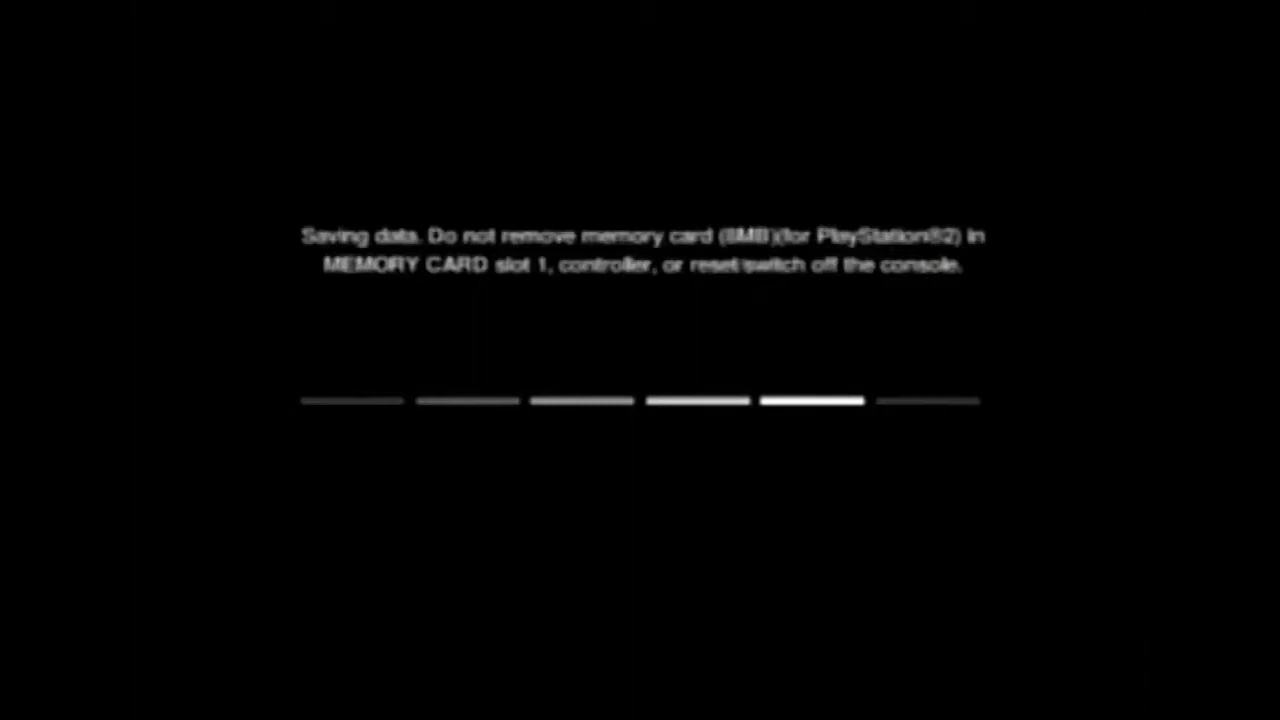 Saving data. Do not remove memory card (8MB)(for PlayStation®2) in
MEMORY CARD slot 1, controller, or reset/switch off the console.